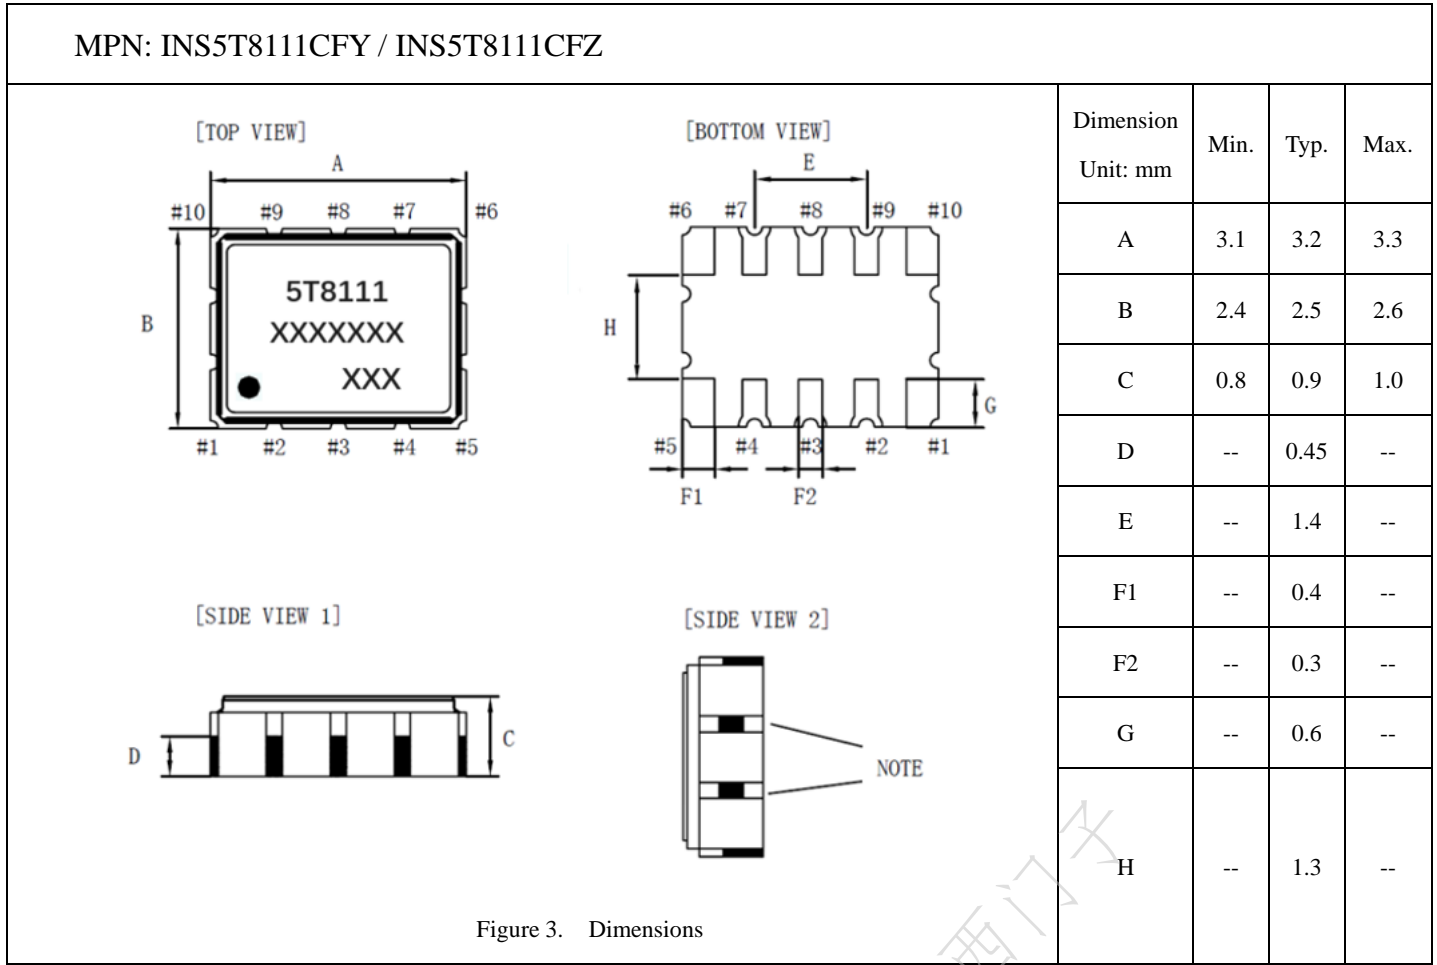 MPN: INS5T8111CFY / INS5T8111CFZ
[TOP VIEW]
A
#10 #9 #8 #7 #6
B
5T8111
XXXXXXX
XXX
#1 #2 #3 #4 #5
[BOTTOM VIEW]
E
#6 #7 #8 #9 #10
H
G
#5 #4 #3 #2 #1
F1 F2
[SIDE VIEW 1]
D
C
[SIDE VIEW 2]
NOTE
Figure 3. Dimensions
Dimension
Unit: mm Min. Typ. Max.
A 3.1 3.2 3.3
B 2.4 2.5 2.6
C 0.8 0.9 1.0
D -- 0.45 --
E -- 1.4 --
F1 -- 0.4 --
F2 -- 0.3 --
G -- 0.6 --
H -- 1.3 --
西门子